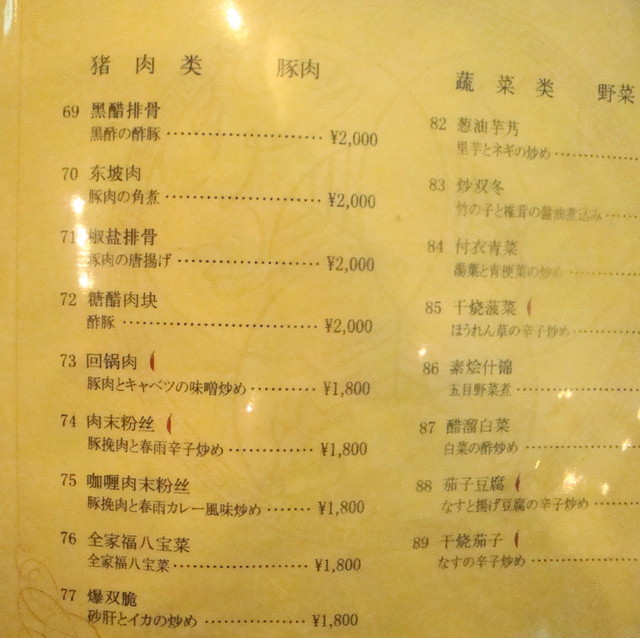 猪肉类 豚肉
69 黑醋排骨
黒酢の酢豚 ¥2,000
70 东坡肉
豚肉の角煮 ¥2,000
71 椒盐排骨
豚肉の唐揚げ ¥2,000
72 糖醋肉块
酢豚 ¥2,000
73 回锅肉
豚肉とキャベツの味噌炒め ¥1,800
74 肉末粉丝
豚挽肉と春雨辛子炒め ¥1,800
75 咖喱肉末粉丝
豚挽肉と春雨カレー風味炒め ¥1,800
76 全家福八宝菜
全家福八宝菜 ¥1,800
77 爆双脆
砂肝とイカの炒め ¥1,800
蔬菜类 野菜
82 葱油芋艿
里芋とネギの炒め
83 炒双冬
竹の子と椎茸の醤油煮込み
84 付衣青菜
湯葉と青梗菜の炒め
85 干烧菠菜
ほうれん草の辛子炒め
86 素烩什锦
五目野菜煮
87 醋溜白菜
白菜の酢炒め
88 茄子豆腐
なすと揚げ豆腐の辛子炒め
89 干烧茄子
なすの辛子炒め